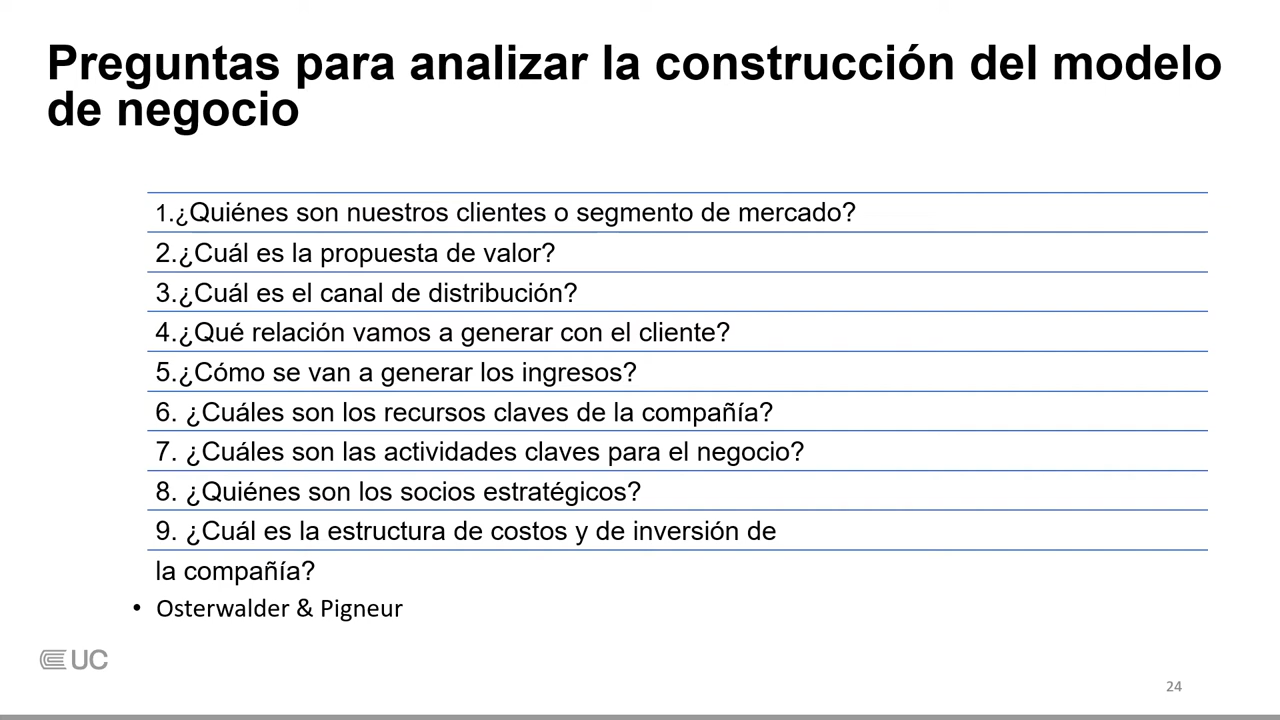 Preguntas para analizar la construcción del modelo
de negocio
1.¿Quiénes son nuestros clientes o segmento de mercado?
2.¿Cuál es la propuesta de valor?
3.¿Cuál es el canal de distribución?
4.¿Qué relación vamos a generar con el cliente?
5.¿Cómo se van a generar los ingresos?
6. ¿Cuáles son los recursos claves de la compañía?
7. ¿Cuáles son las actividades claves para el negocio?
8. ¿Quiénes son los socios estratégicos?
9. ¿Cuál es la estructura de costos y de inversión de
la compañía?
• Osterwalder & Pigneur
UC
24